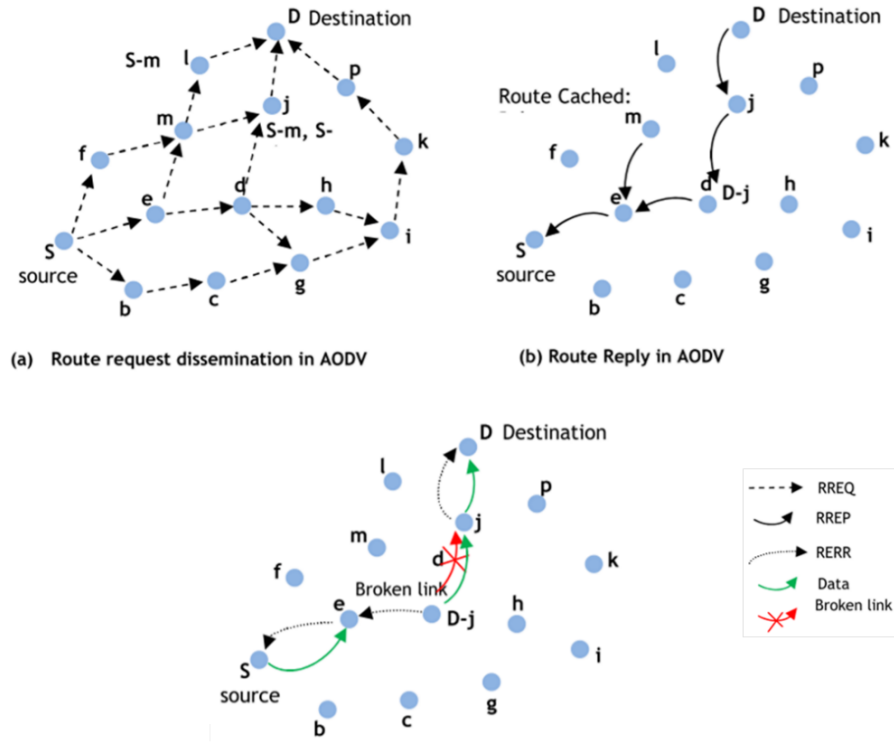 D Destination
S-m
l
p
m
j
S-m, S-
f
k
e
d
h
S
source
i
g
b
c
(a) Route request dissemination in AODV
D Destination
l
p
Route Cached:
m
j
f
k
e
d
D-j
h
S
source
i
g
b
c
(b) Route Reply in AODV
D Destination
l
p
j
m
d
k
f
Broken link
e
D-j
h
S
source
i
g
b
c
RREQ
RREP
RERR
Data
Broken link